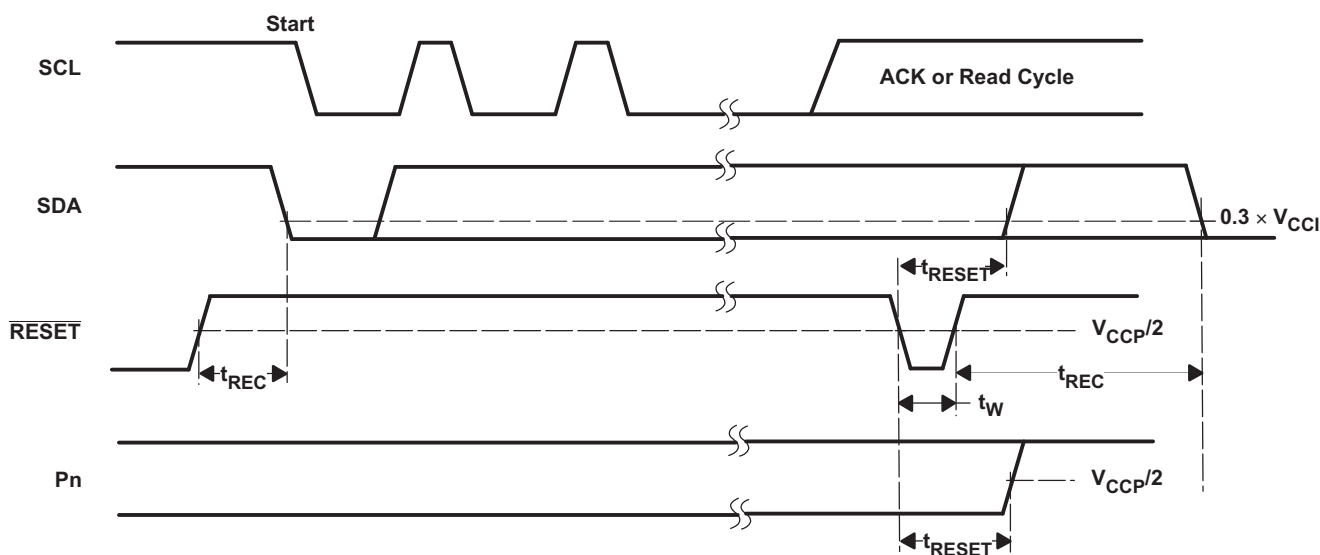 Start
SCL
ACK or Read Cycle
SDA
0.3 × VCCI
tRESET
RESET
VCCP/2
tREC
tREC
tW
Pn
VCCP/2
tRESET